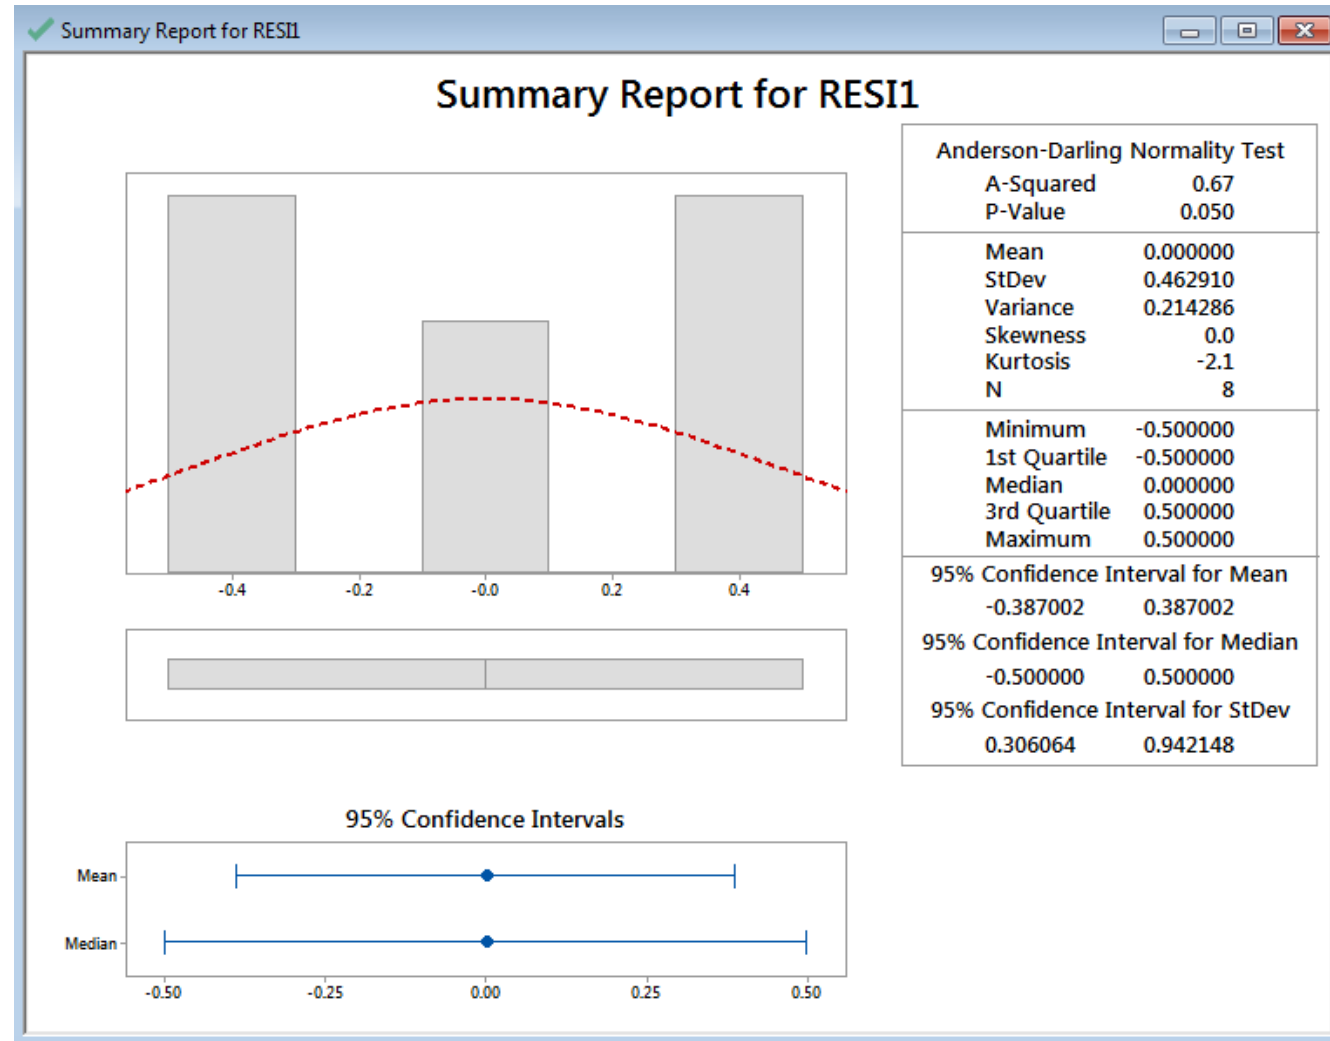 Summary Report for RESI1
Summary Report for RESI1
Anderson-Darling Normality Test
A-Squared 0.67
P-Value 0.050
Mean 0.000000
StDev 0.462910
Variance 0.214286
Skewness 0.0
Kurtosis -2.1
N 8
Minimum -0.500000
1st Quartile -0.500000
Median 0.000000
3rd Quartile 0.500000
Maximum 0.500000
95% Confidence Interval for Mean
-0.387002 0.387002
95% Confidence Interval for Median
-0.500000 0.500000
95% Confidence Interval for StDev
0.306064 0.942148
-0.4 -0.2 -0.0 0.2 0.4
95% Confidence Intervals
Mean
Median
-0.50 -0.25 0.00 0.25 0.50